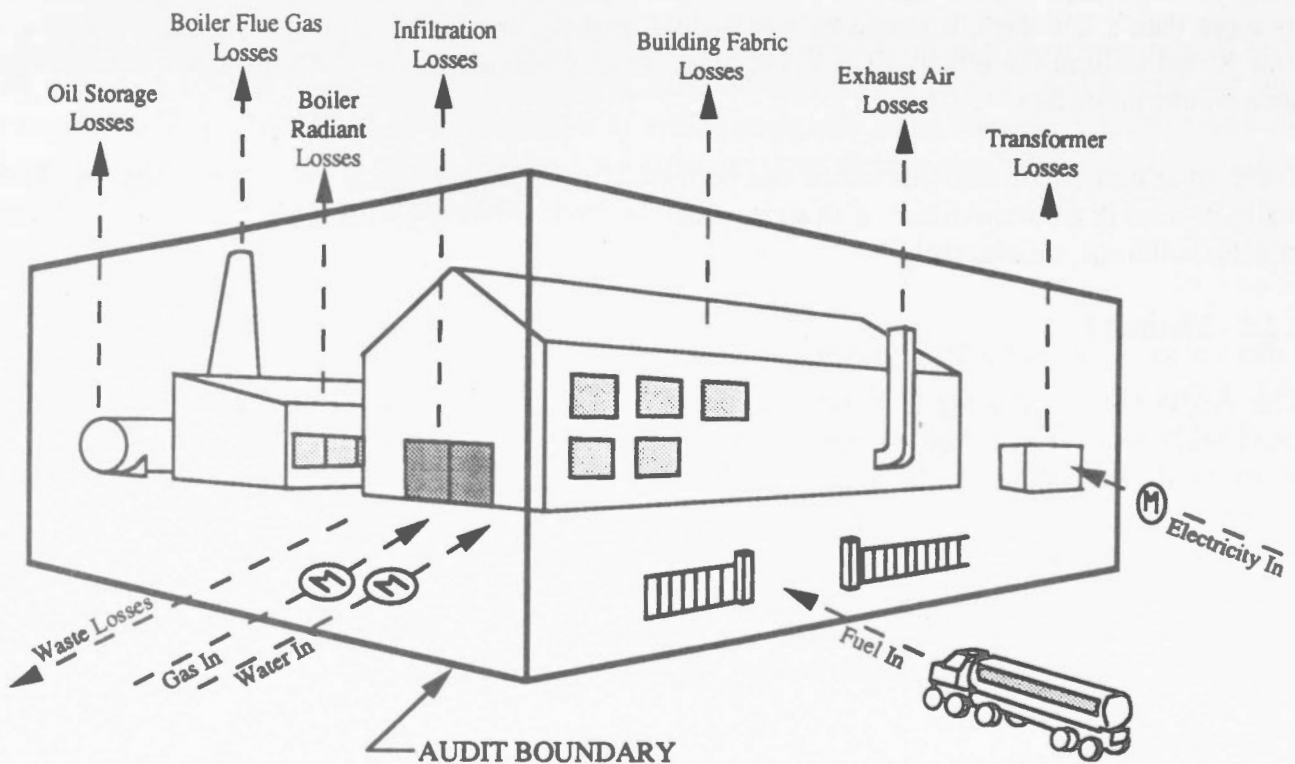 Boiler Flue Gas
Losses
Infiltration
Losses
Building Fabric
Losses
Exhaust Air
Losses
Oil Storage
Losses
Boiler
Radiant
Losses
Transformer
Losses
M
Electricity In
M
M
Waste Losses
Gas In
Water In
Fuel In
AUDIT BOUNDARY